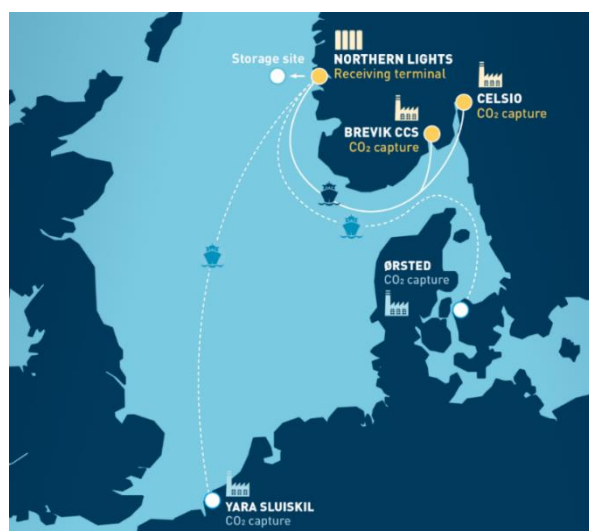 Storage site
NORTHERN LIGHTS
Receiving terminal
CELSIO
CO₂ capture
BREVIK CCS
CO₂ capture
ØRSTED
CO₂ capture
YARA SLUISKIL
CO₂ capture